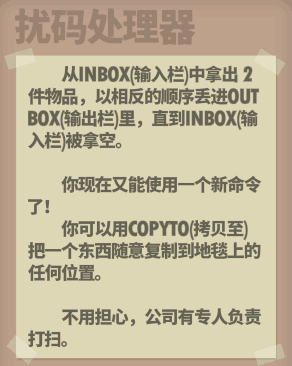 扰码处理器
从INBOX(输入栏)中拿出 2
件物品，以相反的顺序丢进OUT
BOX(输出栏)里，直到INBOX(输
入栏)被拿空。
你现在又能使用一个新命令
了!
你可以用COPYTO(拷贝至)
把一个东西随意复制到地毯上的
任何位置。
不用担心，公司有专人负责
打扫。